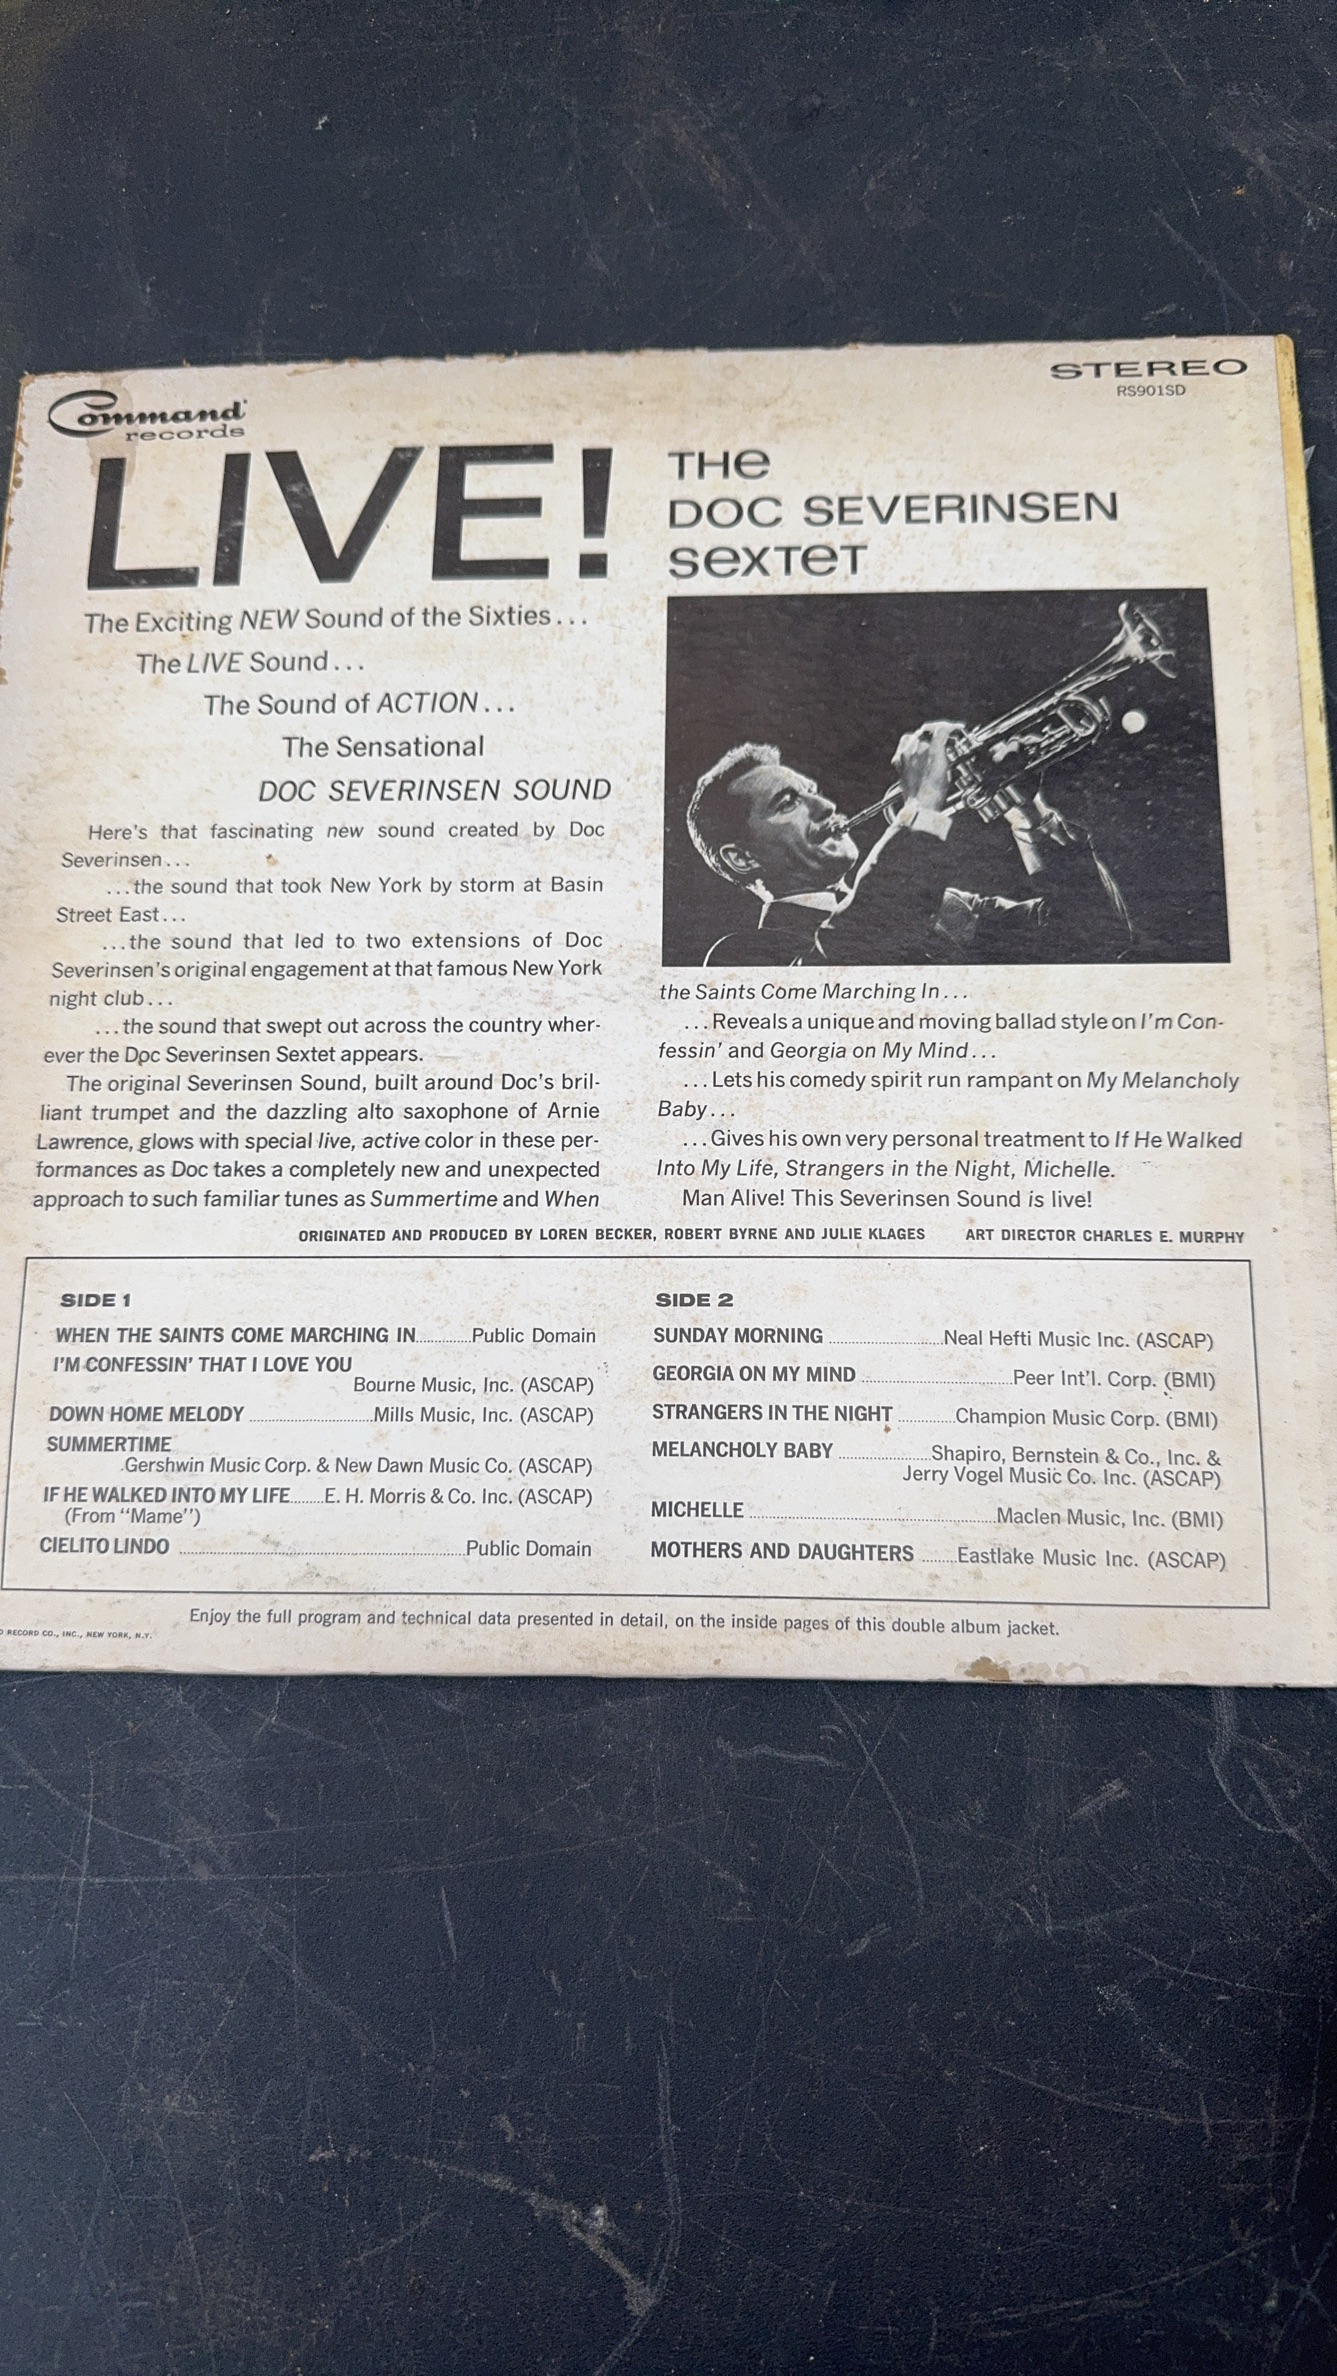 Command
records
STEREO
RS901SD
LIVE!
THE
DOC SEVERINSEN
SEXTET
The Exciting NEW Sound of the Sixties...
The LIVE Sound...
The Sound of ACTION...
The Sensational
DOC SEVERINSEN SOUND
Here's that fascinating new sound created by Doc
Severinsen...
...the sound that took New York by storm at Basin
Street East...
...the sound that led to two extensions of Doc
Severinsen's original engagement at that famous New York
night club...
...the sound that swept out across the country wher-
ever the Doc Severinsen Sextet appears.
The original Severinsen Sound, built around Doc's bril-
liant trumpet and the dazzling alto saxophone of Arnie
Lawrence, glows with special live, active color in these per-
formances as Doc takes a completely new and unexpected
approach to such familiar tunes as Summertime and When
the Saints Come Marching In...
...Reveals a unique and moving ballad style on I'm Con-
fessin' and Georgia on My Mind...
...Lets his comedy spirit run rampant on My Melancholy
Baby...
...Gives his own very personal treatment to If He Walked
Into My Life, Strangers in the Night, Michelle.
Man Alive! This Severinsen Sound is live!
ORIGINATED AND PRODUCED BY LOREN BECKER, ROBERT BYRNE AND JULIE KLAGES ART DIRECTOR CHARLES E. MURPHY
SIDE 1
WHEN THE SAINTS COME MARCHING IN.............Public Domain
I'M CONFESSIN' THAT I LOVE YOU
Bourne Music, Inc. (ASCAP)
DOWN HOME MELODY.............................Mills Music, Inc. (ASCAP)
SUMMERTIME
Gershwin Music Corp. & New Dawn Music Co. (ASCAP)
IF HE WALKED INTO MY LIFE........E. H. Morris & Co. Inc. (ASCAP)
(From "Mame")
CIELITO LINDO ....................................................Public Domain
SIDE 2
SUNDAY MORNING ..........................Neal Hefti Music Inc. (ASCAP)
GEORGIA ON MY MIND ...................................Peer Int'l. Corp. (BMI)
STRANGERS IN THE NIGHT .............Champion Music Corp. (BMI)
MELANCHOLY BABY .....................Shapiro, Bernstein & Co., Inc. &
Jerry Vogel Music Co. Inc. (ASCAP)
MICHELLE ........................................................Maclen Music, Inc. (BMI)
MOTHERS AND DAUGHTERS ........Eastlake Music Inc. (ASCAP)
Enjoy the full program and technical data presented in detail, on the inside pages of this double album jacket.
RECORD CO., INC., NEW YORK, N.Y.